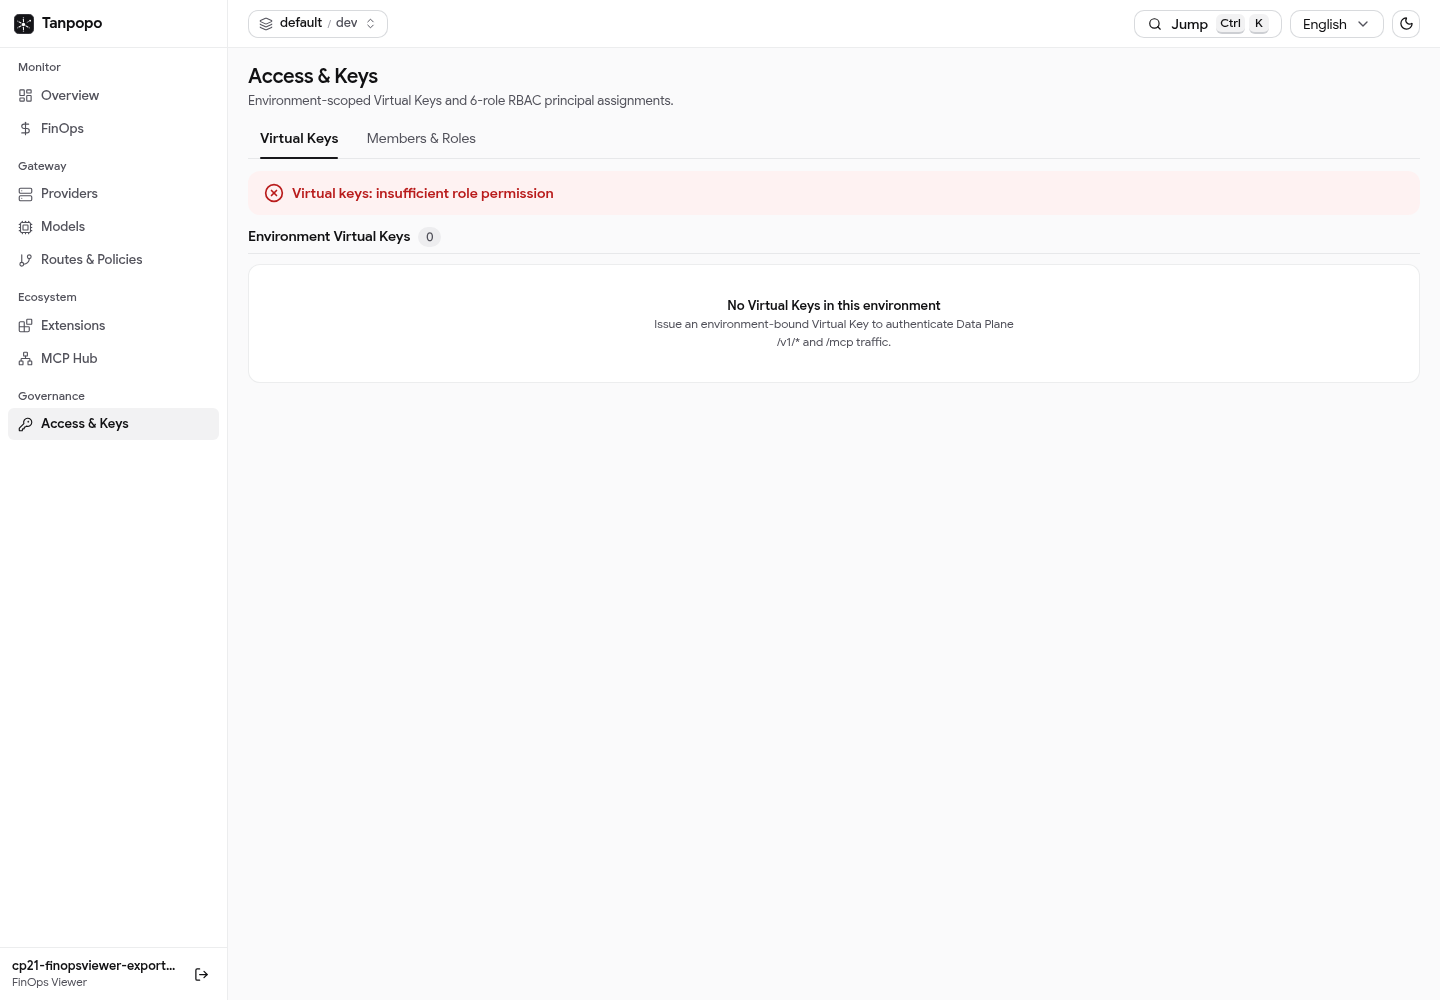 Tanpopo
default / dev
Jump Ctrl K
English
Monitor
Overview
FinOps
Gateway
Providers
Models
Routes & Policies
Ecosystem
Extensions
MCP Hub
Governance
Access & Keys
cp21-finopsviewer-export...
FinOps Viewer
Access & Keys
Environment-scoped Virtual Keys and 6-role RBAC principal assignments.
Virtual Keys Members & Roles
Virtual keys: insufficient role permission
Environment Virtual Keys 0
No Virtual Keys in this environment
Issue an environment-bound Virtual Key to authenticate Data Plane
/v1/* and /mcp traffic.